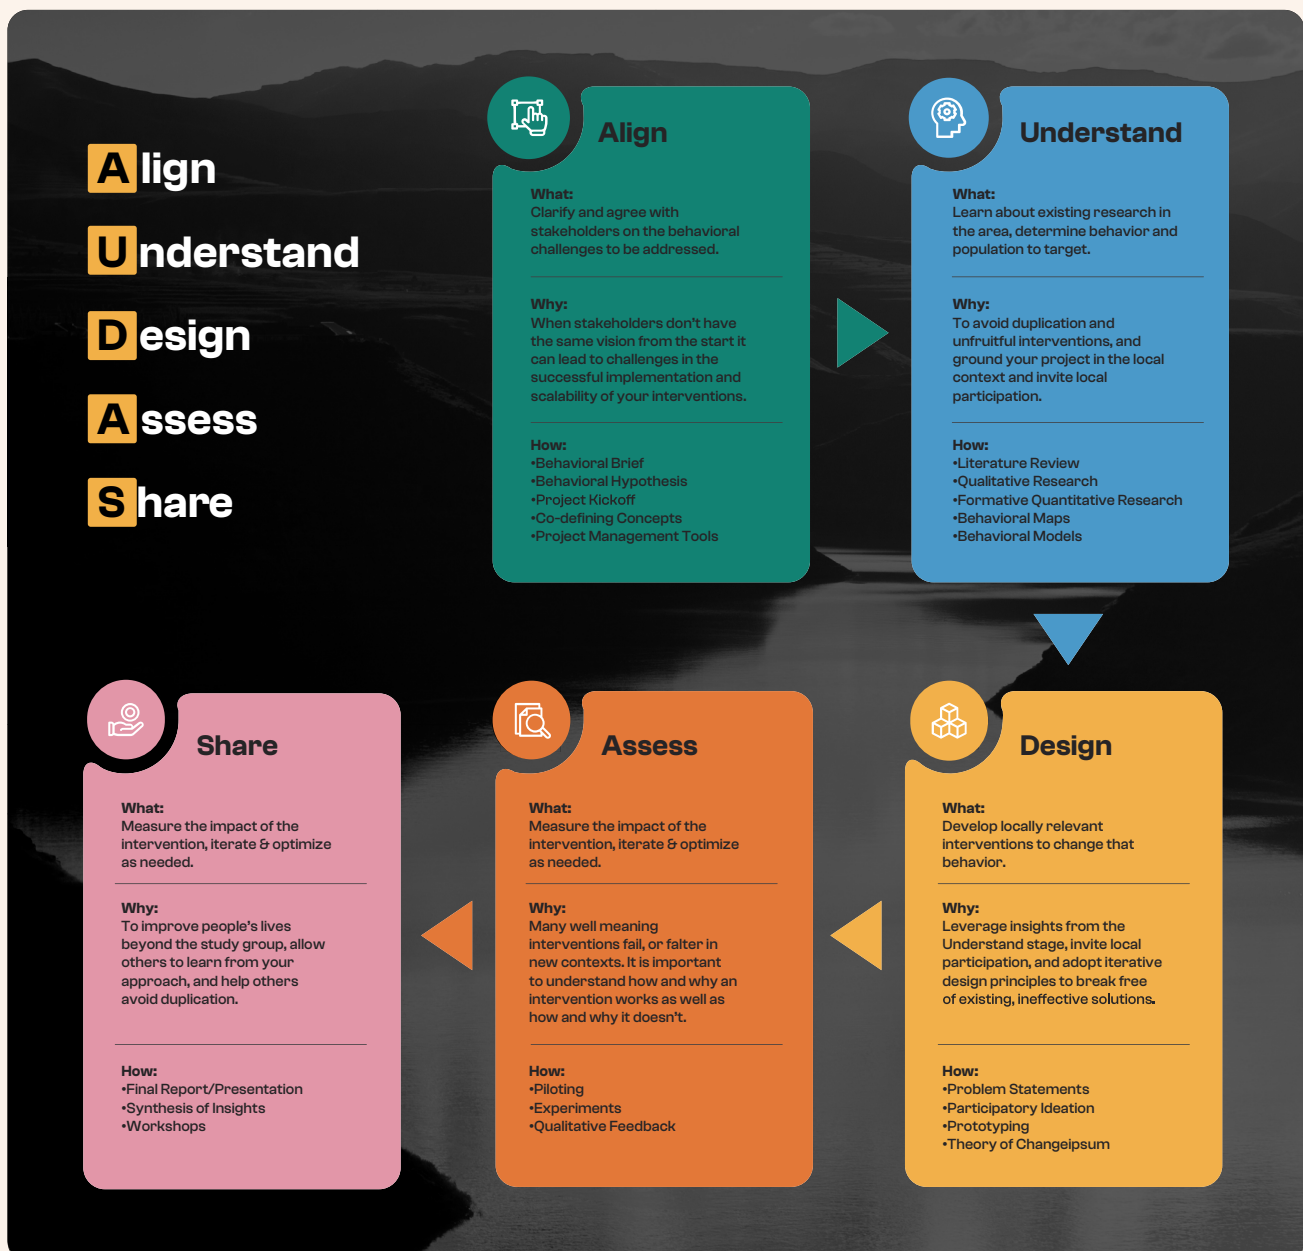 Align
Understand
Design
Assess
Share
Align
What:
Clarify and agree with
stakeholders on the behavioral
challenges to be addressed.
Why:
When stakeholders don't have
the same vision from the start it
can lead to challenges in the
successful implementation and
scalability of your interventions.
How:
•Behavioral Brief
•Behavioral Hypothesis
•Project Kickoff
•Co-defining Concepts
•Project Management Tools
Understand
What:
Learn about existing research in
the area, determine behavior and
population to target.
Why:
To avoid duplication and
unfruitful interventions, and
ground your project in the local
context and invite local
participation.
How:
•Literature Review
•Qualitative Research
•Formative Quantitative Research
•Behavioral Maps
•Behavioral Models
Design
What:
Develop locally relevant
interventions to change that
behavior.
Why:
Leverage insights from the
Understand stage, invite local
participation, and adopt iterative
design principles to break free
of existing, ineffective solutions.
How:
•Problem Statements
•Participatory Ideation
•Prototyping
•Theory of Changeipsum
Assess
What:
Measure the impact of the
intervention, iterate & optimize
as needed.
Why:
Many well meaning
interventions fail, or falter in
new contexts. It is important
to understand how and why an
intervention works as well as
how and why it doesn't.
How:
•Piloting
•Experiments
•Qualitative Feedback
Share
What:
Measure the impact of the
intervention, iterate & optimize
as needed.
Why:
To improve people's lives
beyond the study group, allow
others to learn from your
approach, and help others
avoid duplication.
How:
•Final Report/Presentation
•Synthesis of Insights
•Workshops